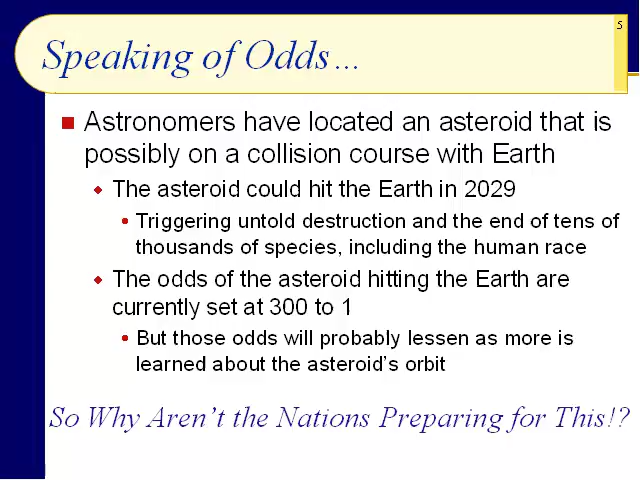 5
Speaking of Odds...
Astronomers have located an asteroid that is
possibly on a collision course with Earth
The asteroid could hit the Earth in 2029
Triggering untold destruction and the end of tens of
thousands of species, including the human race
The odds of the asteroid hitting the Earth are
currently set at 300 to 1
But those odds will probably lessen as more is
learned about the asteroid's orbit
So Why Aren't the Nations Preparing for This!?